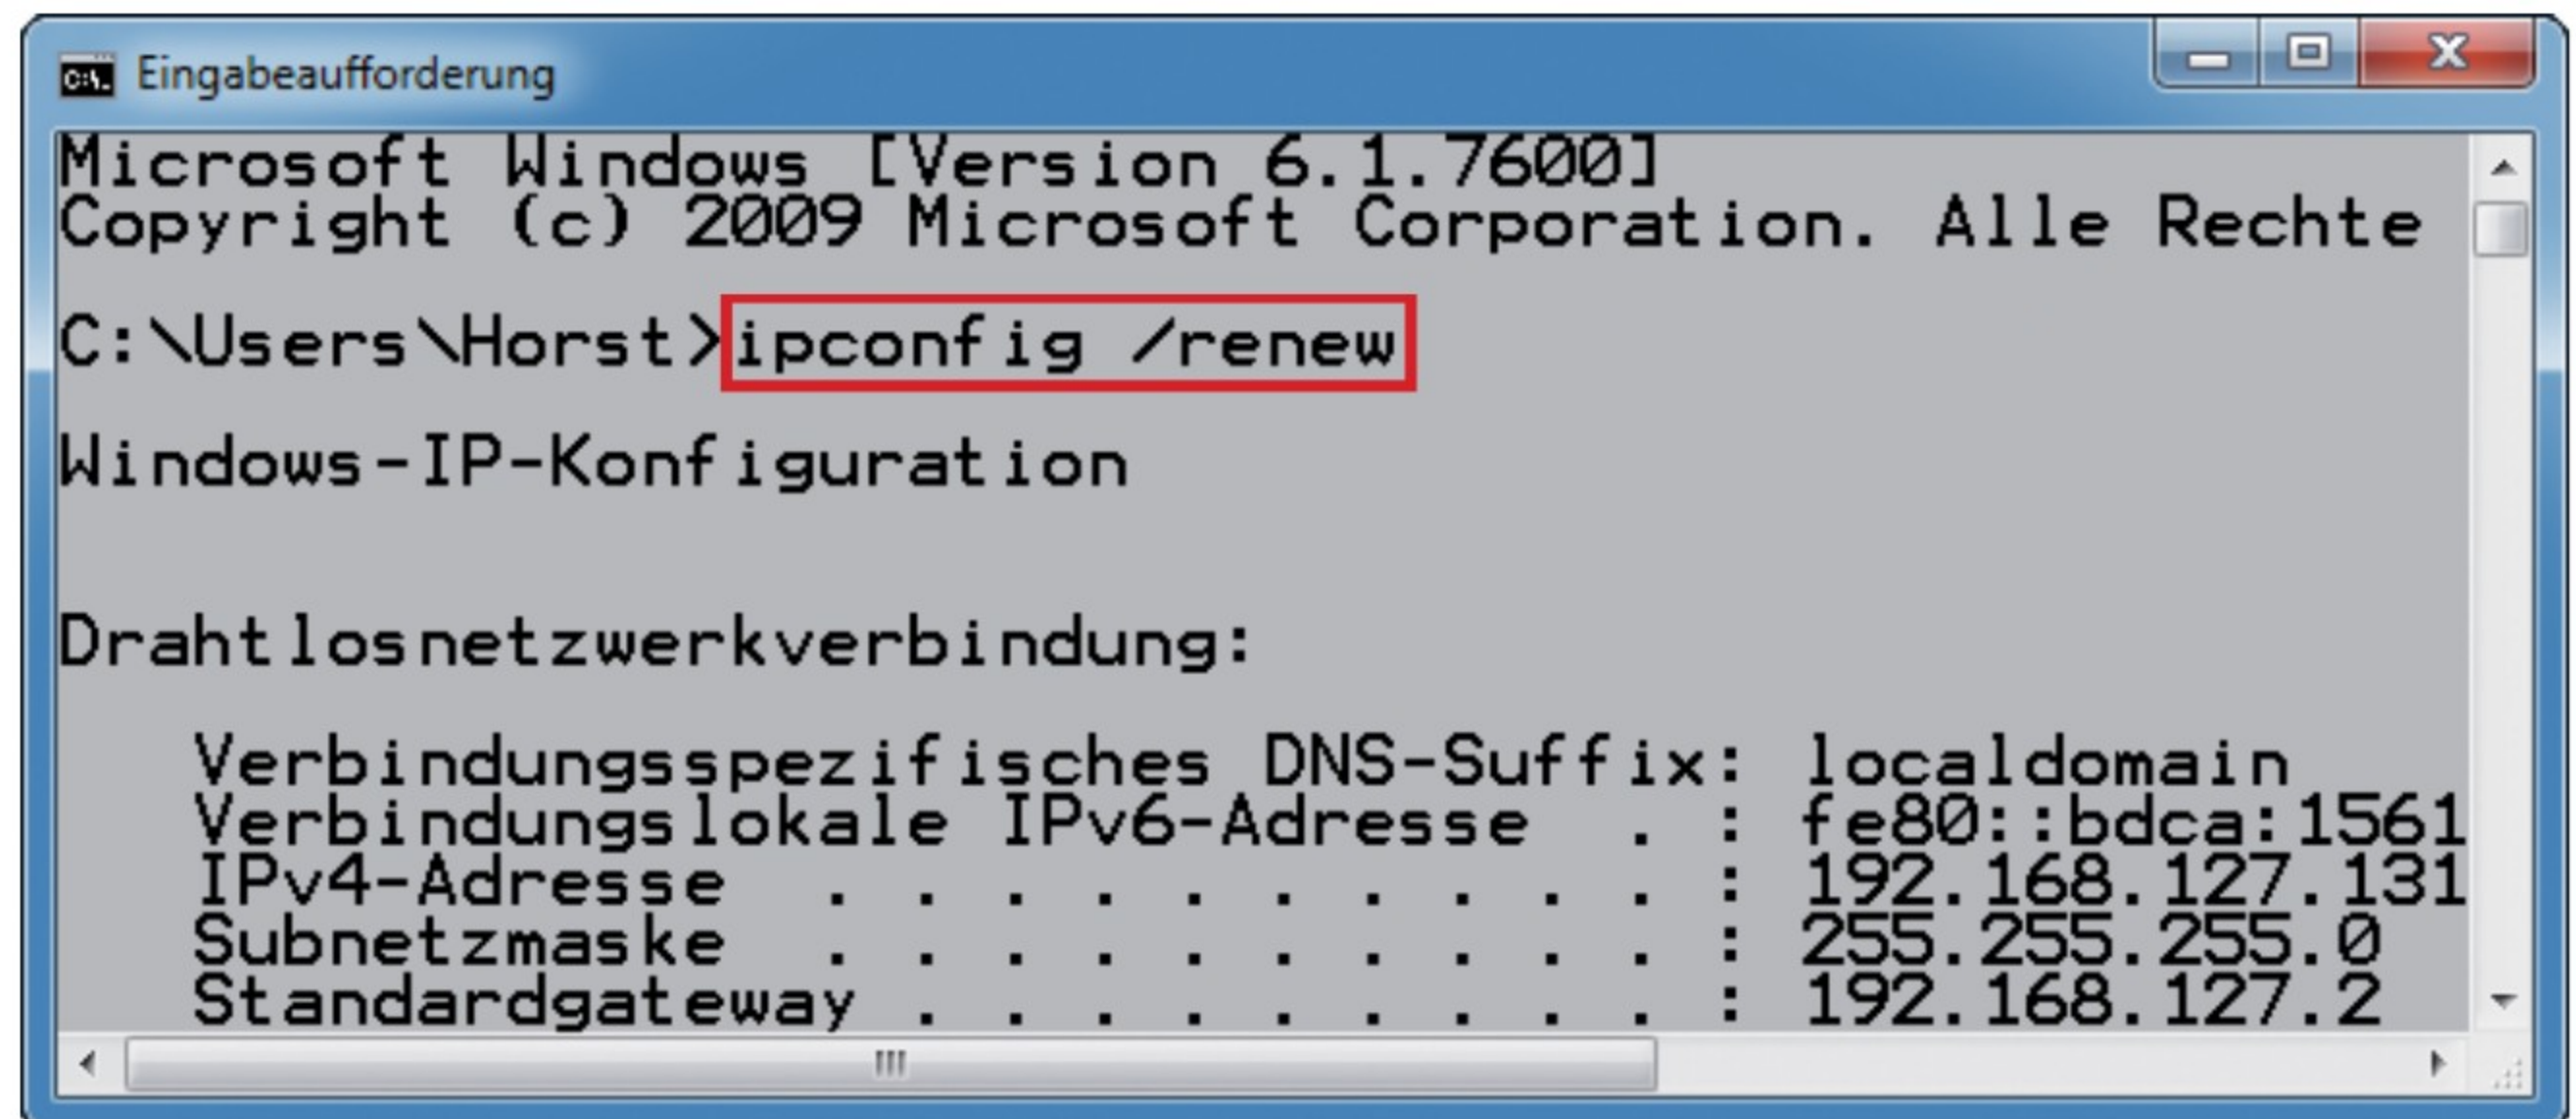 Eingabeaufforderung
Microsoft Windows [Version 6.1.7600]
Copyright (c) 2009 Microsoft Corporation. Alle Rechte
C:\Users\Horst>ipconfig /renew
Windows-IP-Konfiguration
Drahtlosnetzwerkverbindung:
Verbindungsspezifisches DNS-Suffix: localdomain
Verbindungslokale IPv6-Adresse . : fe80::bdca:1561
IPv4-Adresse . . . . . . . . . . : 192.168.127.131
Subnetzmaske . . . . . . . . . . : 255.255.255.0
Standardgateway . . . . . . . . . : 192.168.127.2